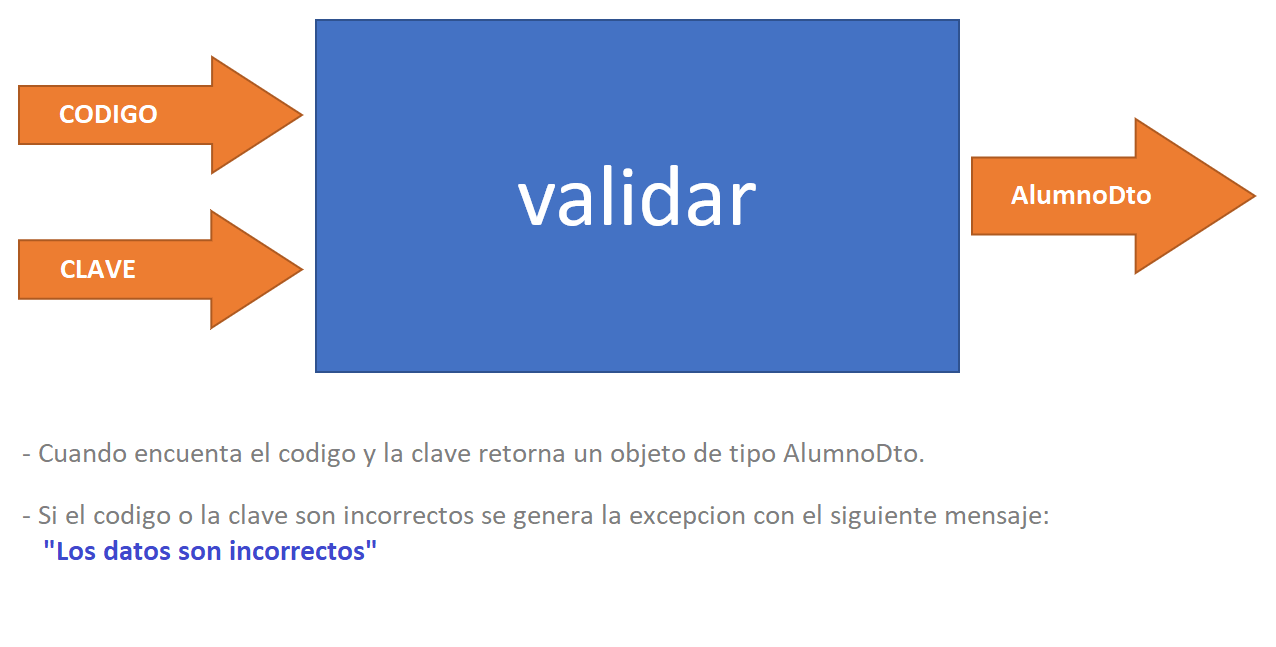 CODIGO
CLAVE
validar
AlumnoDto
- Cuando encuenta el codigo y la clave retorna un objeto de tipo AlumnoDto.
- Si el codigo o la clave son incorrectos se genera la excepcion con el siguiente mensaje:
"Los datos son incorrectos"